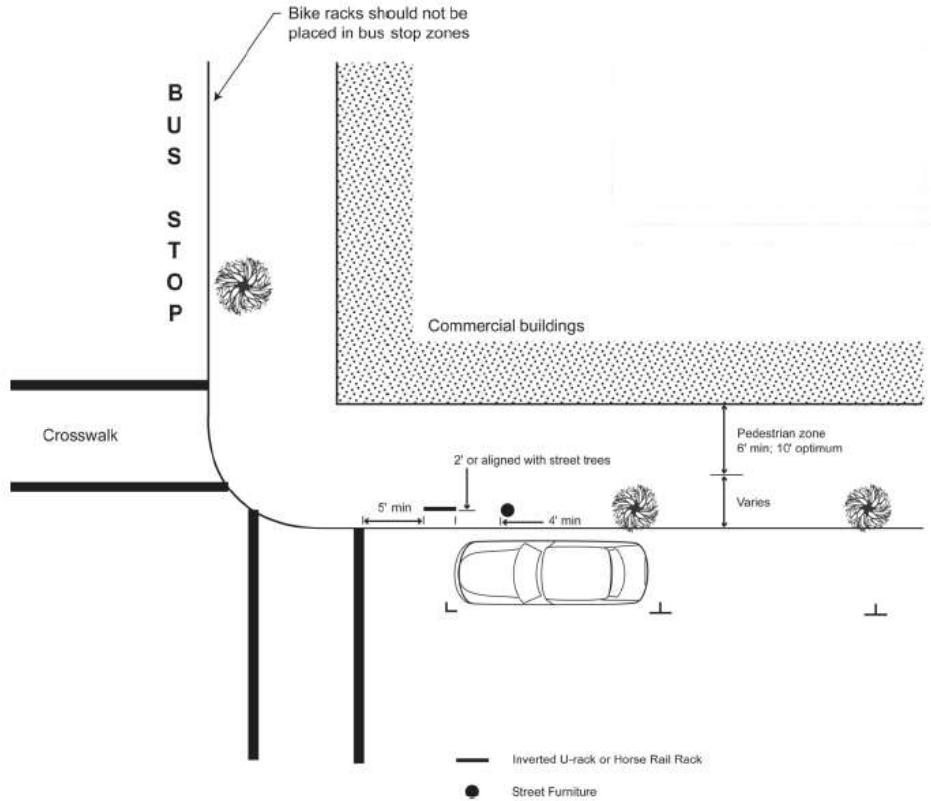 Bike racks should not be
placed in bus stop zones
BUS STOP
Commercial buildings
Crosswalk
Pedestrian zone
6' min; 10' optimum
2' or aligned with street trees
Varies
5' min
4' min
Inverted U-rack or Horse Rail Rack
Street Furniture